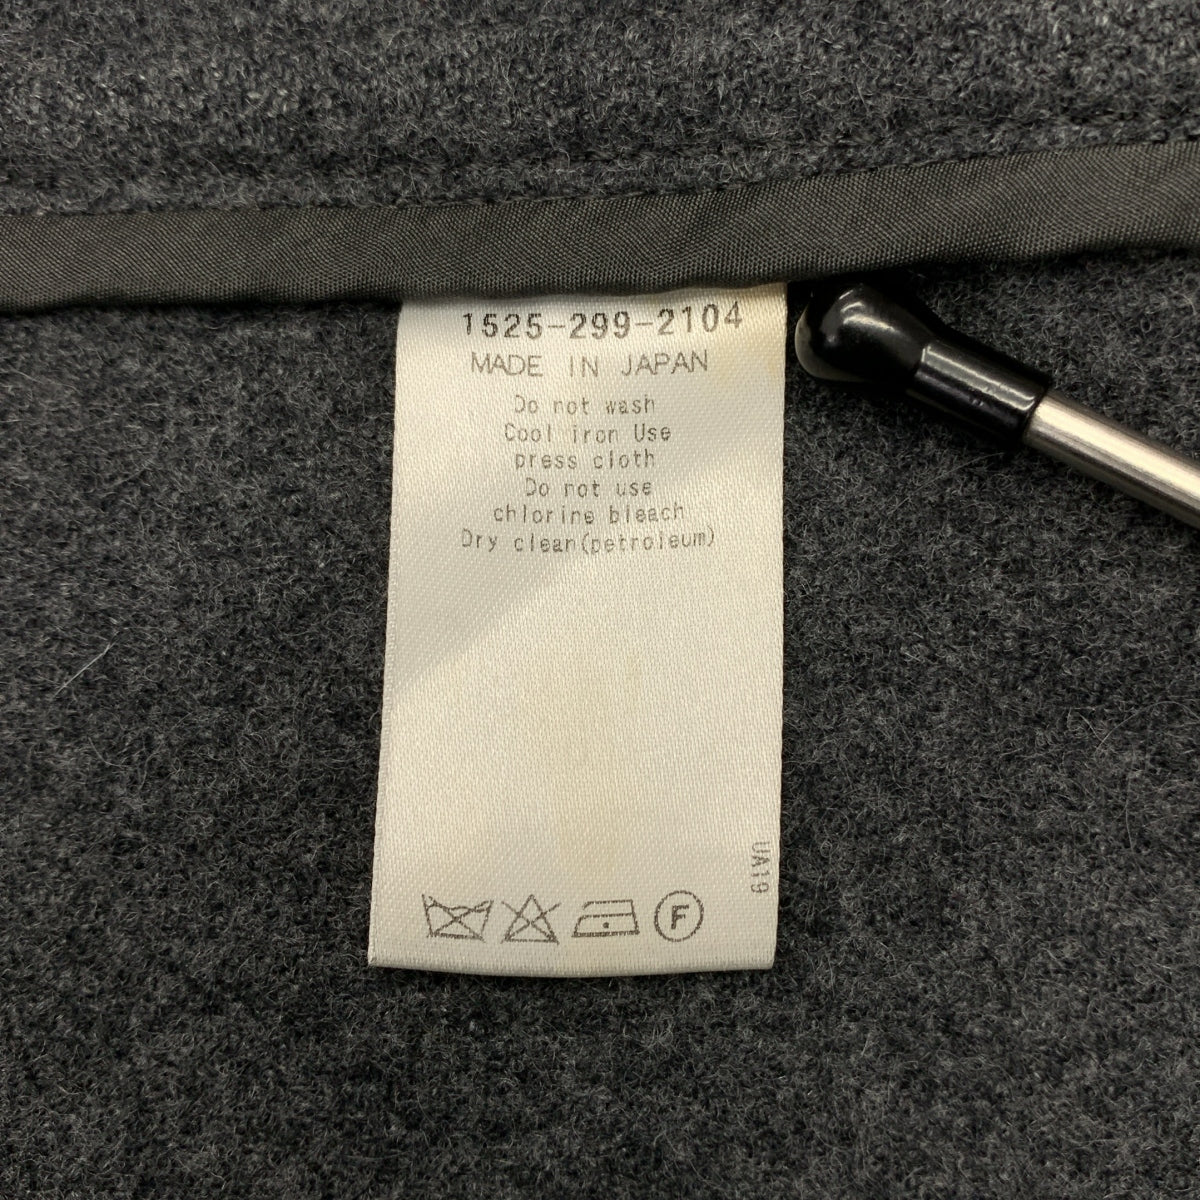 1525-299-2104
MADE IN JAPAN
Do not wash
Cool iron Use
press cloth
Do not use
chlorine bleach
Dry clean(petroleum)
UA19
F